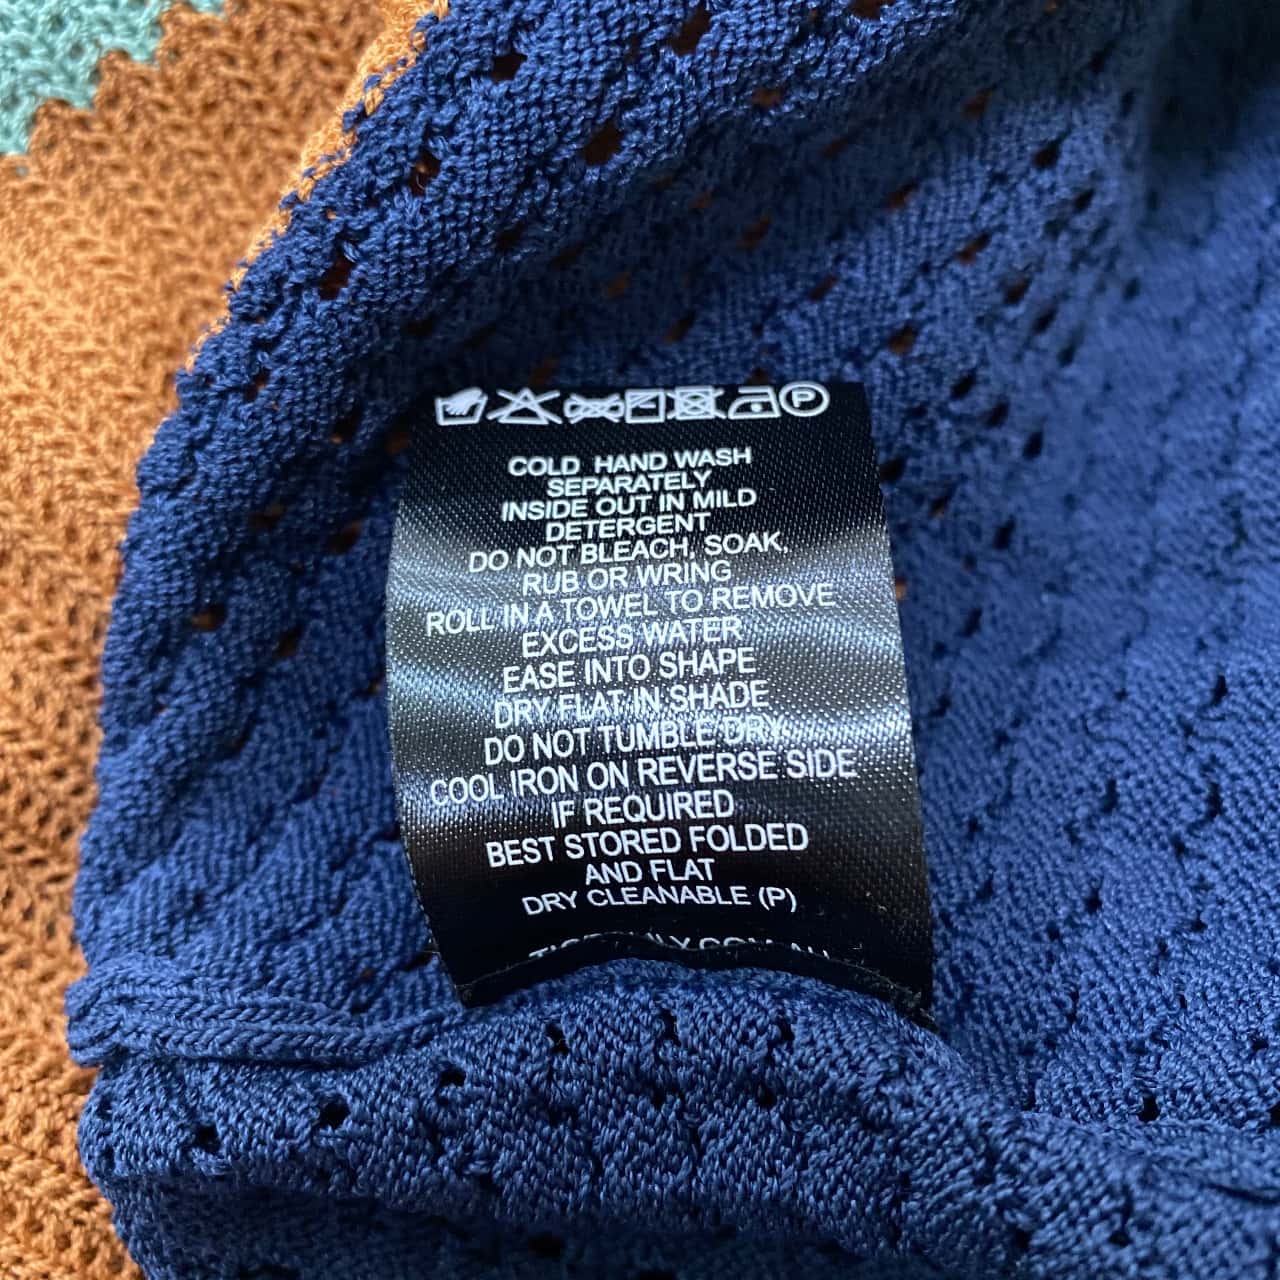 P
COLD HAND WASH
SEPARATELY
INSIDE OUT IN MILD
DETERGENT
DO NOT BLEACH, SOAK,
RUB OR WRING
ROLL IN A TOWEL TO REMOVE
EXCESS WATER
EASE INTO SHAPE
DRY FLAT IN SHADE
DO NOT TUMBLE DRY
COOL IRON ON REVERSE SIDE
IF REQUIRED
BEST STORED FOLDED
AND FLAT
DRY CLEANABLE (P)